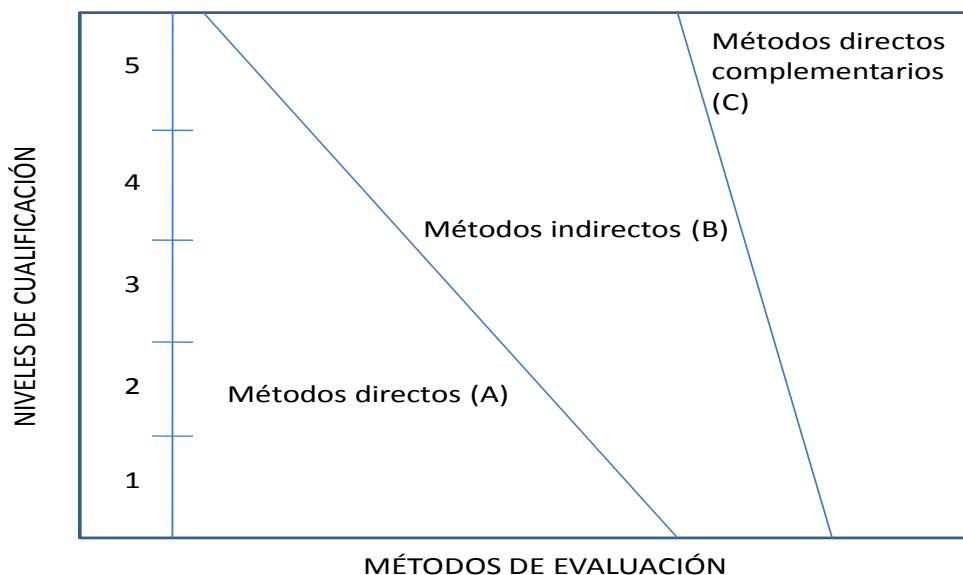 Métodos directos
complementarios
(C)
5
4
Métodos indirectos (B)
3
2
Métodos directos (A)
1
NIVELES DE CUALIFICACIÓN
MÉTODOS DE EVALUACIÓN